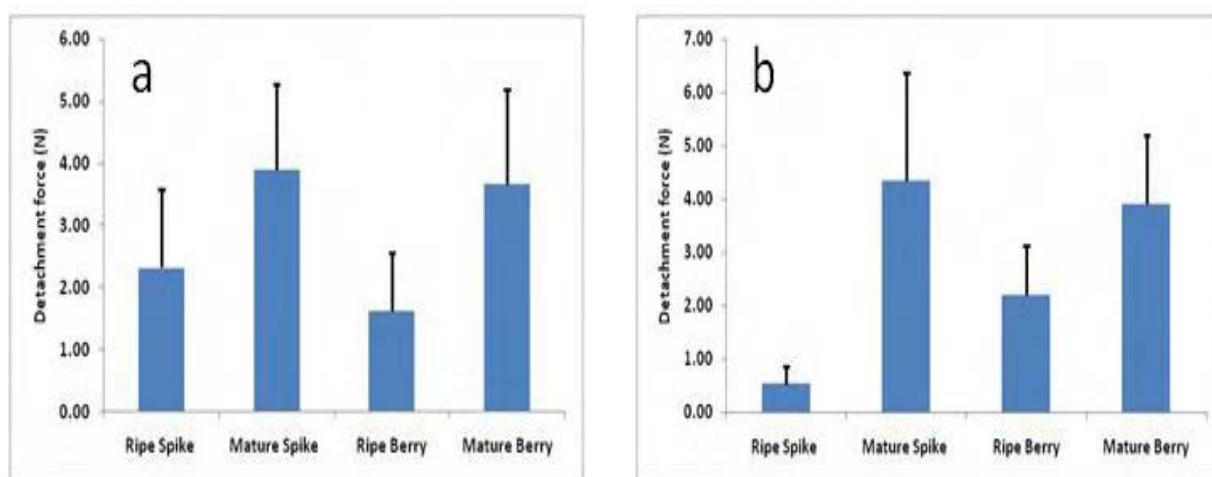 a
Detachment force (N)
6.00
5.00
4.00
3.00
2.00
1.00
0.00
Ripe Spike Mature Spike Ripe Berry Mature Berry
b
Detachment force (N)
7.00
6.00
5.00
4.00
3.00
2.00
1.00
0.00
Ripe Spike Mature Spike Ripe Berry Mature Berry